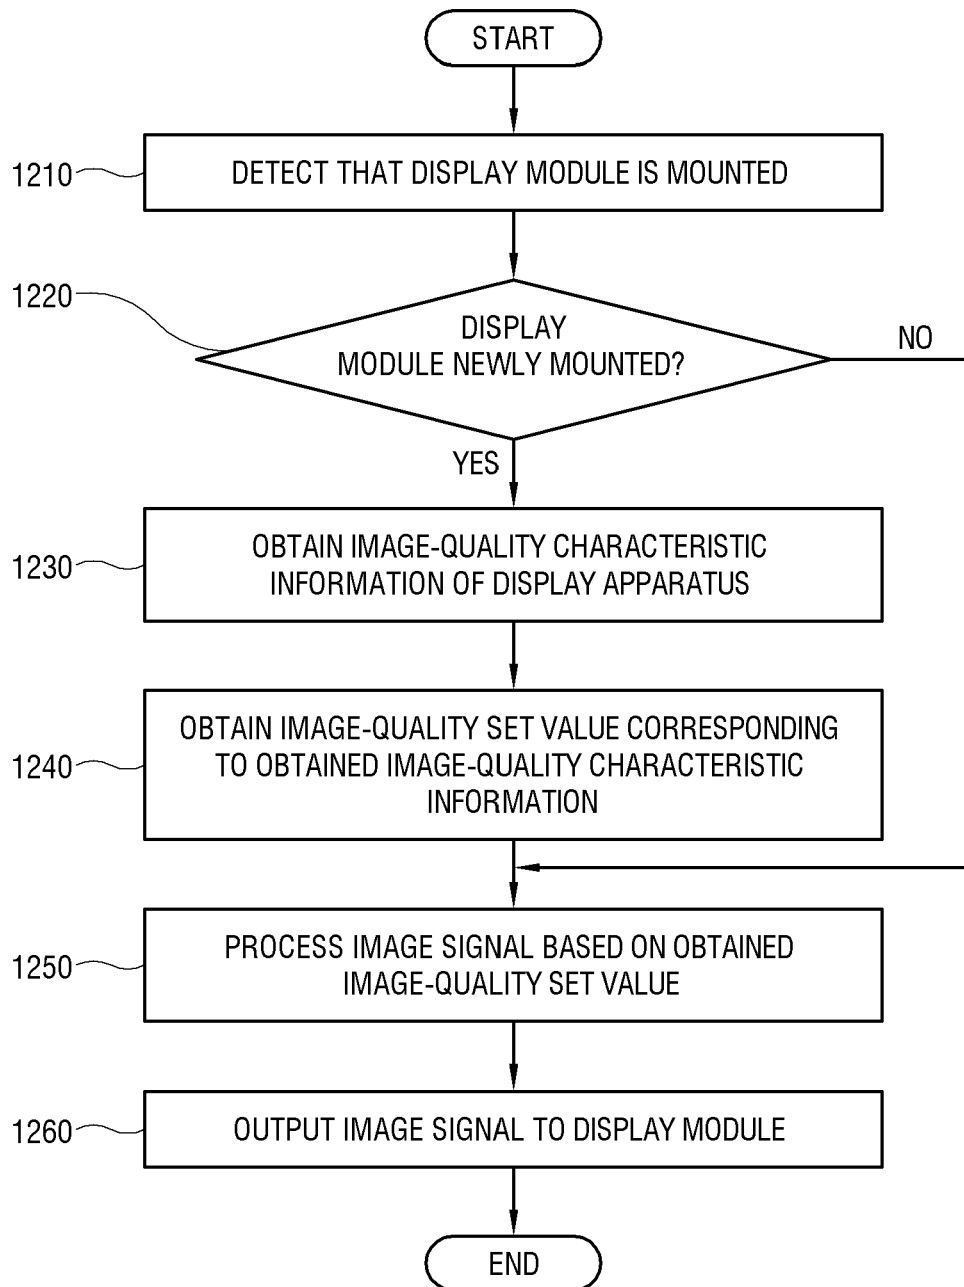 START
1210
DETECT THAT DISPLAY MODULE IS MOUNTED
1220
DISPLAY
MODULE NEWLY MOUNTED?
NO
YES
1230
OBTAIN IMAGE-QUALITY CHARACTERISTIC
INFORMATION OF DISPLAY APPARATUS
1240
OBTAIN IMAGE-QUALITY SET VALUE CORRESPONDING
TO OBTAINED IMAGE-QUALITY CHARACTERISTIC
INFORMATION
1250
PROCESS IMAGE SIGNAL BASED ON OBTAINED
IMAGE-QUALITY SET VALUE
1260
OUTPUT IMAGE SIGNAL TO DISPLAY MODULE
END